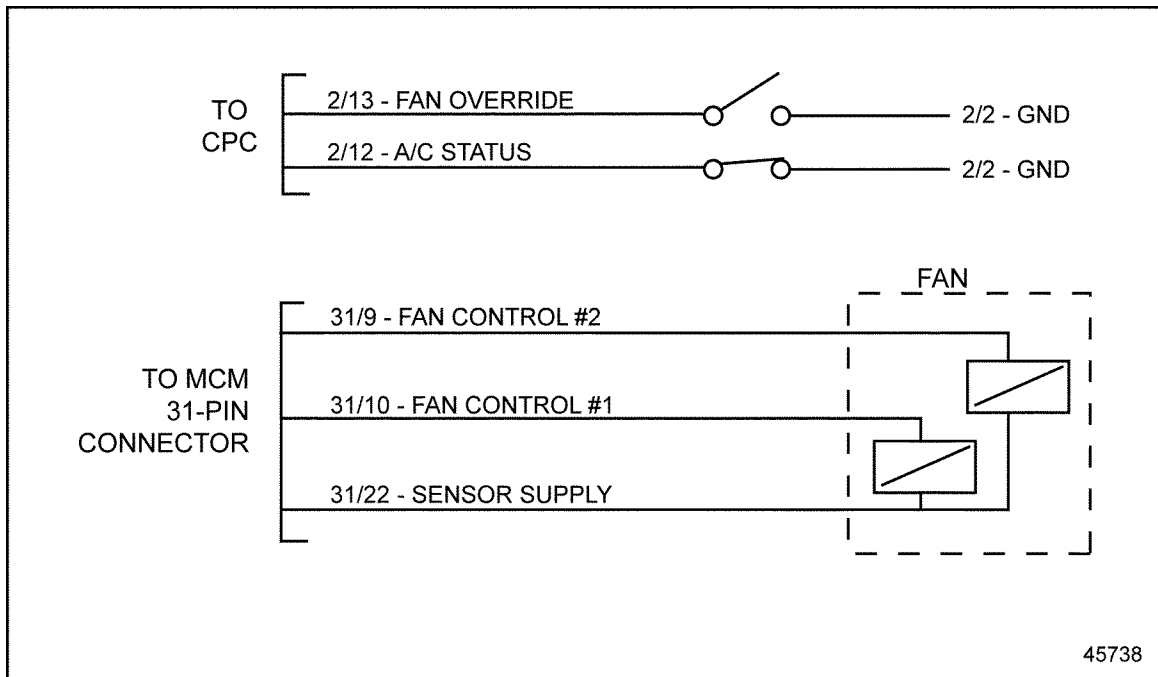 TO
CPC
2/13 - FAN OVERRIDE
2/2 - GND
2/12 - A/C STATUS
2/2 - GND
FAN
TO MCM
31-PIN
CONNECTOR
31/9 - FAN CONTROL #2
31/10 - FAN CONTROL #1
31/22 - SENSOR SUPPLY
45738